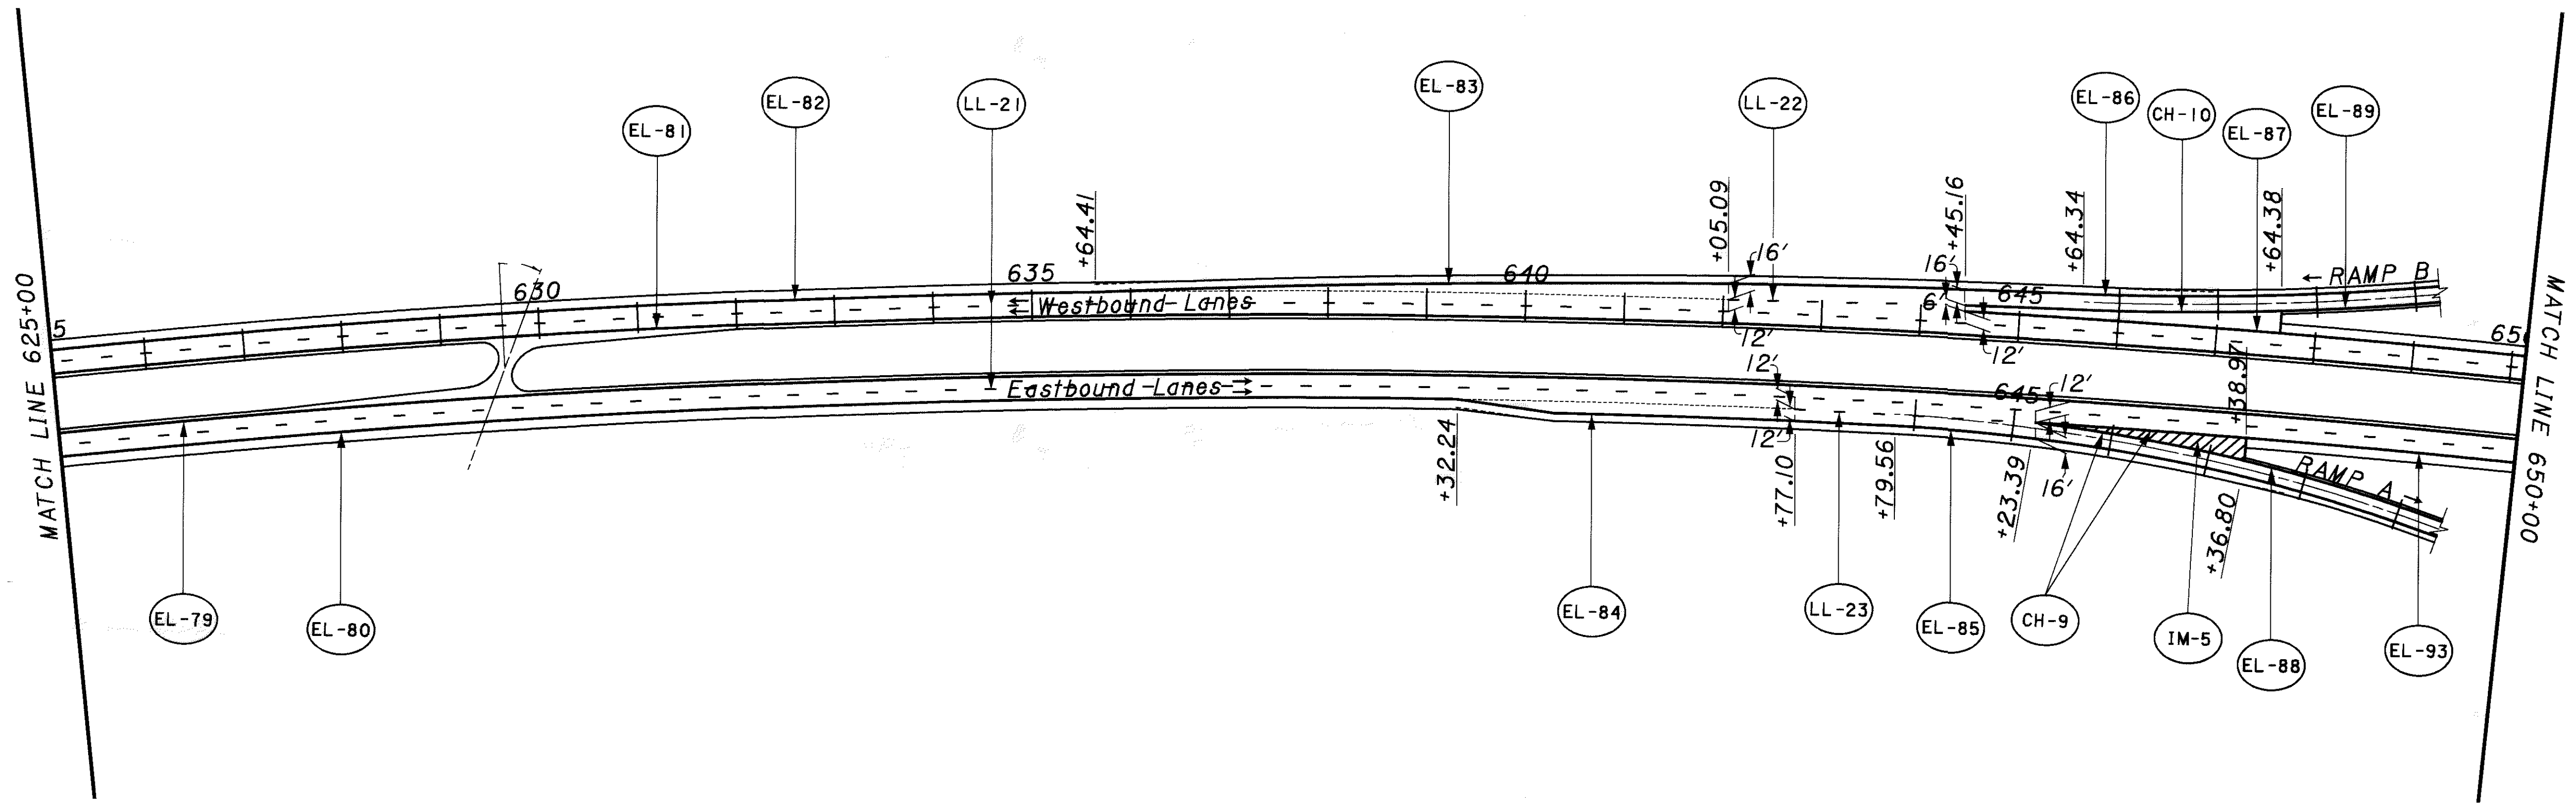 EL-83
EL-82
LL-21
LL-22
EL-86
CH-10
EL-89
EL-81
EL-87
+64.41
+05.09
+45.16
+64.34
+64.38
16'
16'
635
640
630
645
← RAMP B
← Westbound Lanes
6'
12'
12'
5
650
MATCH LINE 625+00
MATCH LINE 650+00
Eastbound Lanes →
12'
645
12'
+38.97
12'
16'
RAMP A →
+32.24
+77.10
+79.56
+23.39
+36.80
EL-79
EL-80
EL-84
LL-23
EL-85
CH-9
IM-5
EL-88
EL-93